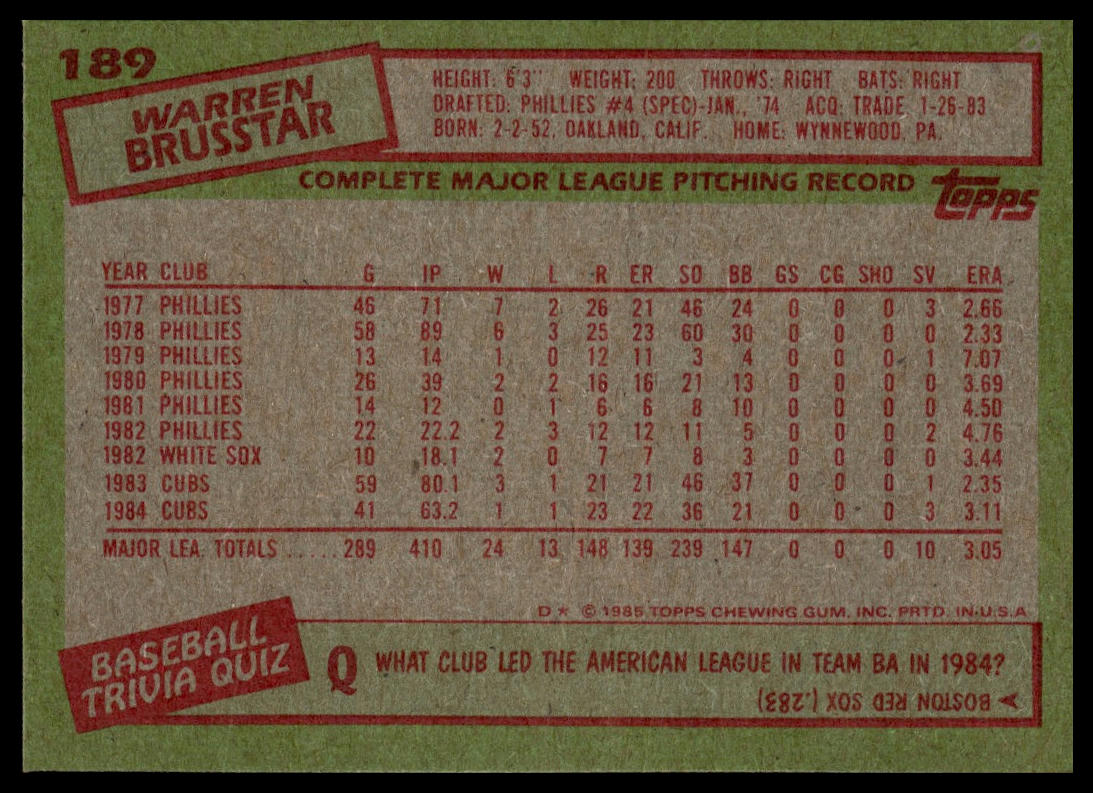 189
WARREN
BRUSSTAR
HEIGHT: 6'3" WEIGHT: 200 THROWS: RIGHT BATS: RIGHT
DRAFTED: PHILLIES #4 (SPEC)-JAN., '74 ACQ: TRADE, 1-26-83
BORN: 2-2-52, OAKLAND, CALIF. HOME: WYNNEWOOD, PA.
COMPLETE MAJOR LEAGUE PITCHING RECORD
topps
YEAR CLUB G IP W L R ER SO BB GS CG SHO SV ERA
1977 PHILLIES 46 71 7 2 26 21 46 24 0 0 0 3 2.66
1978 PHILLIES 58 89 6 3 25 23 60 30 0 0 0 0 2.33
1979 PHILLIES 13 14 1 0 12 11 3 4 0 0 0 1 7.07
1980 PHILLIES 26 39 2 2 16 16 21 13 0 0 0 0 3.69
1981 PHILLIES 14 12 0 1 6 6 8 10 0 0 0 0 4.50
1982 PHILLIES 22 22.2 2 3 12 12 11 5 0 0 0 2 4.76
1982 WHITE SOX 10 18.1 2 0 7 7 8 3 0 0 0 0 3.44
1983 CUBS 59 80.1 3 1 21 21 46 37 0 0 0 1 2.35
1984 CUBS 41 63.2 1 1 23 22 36 21 0 0 0 3 3.11
MAJOR LEA. TOTALS ..... 289 410 24 13 148 139 239 147 0 0 0 10 3.05
D * © 1985 TOPPS CHEWING GUM, INC. PRTD. IN U.S.A
BASEBALL
TRIVIA QUIZ
Q WHAT CLUB LED THE AMERICAN LEAGUE IN TEAM BA IN 1984?
BOSTON RED SOX (.283)